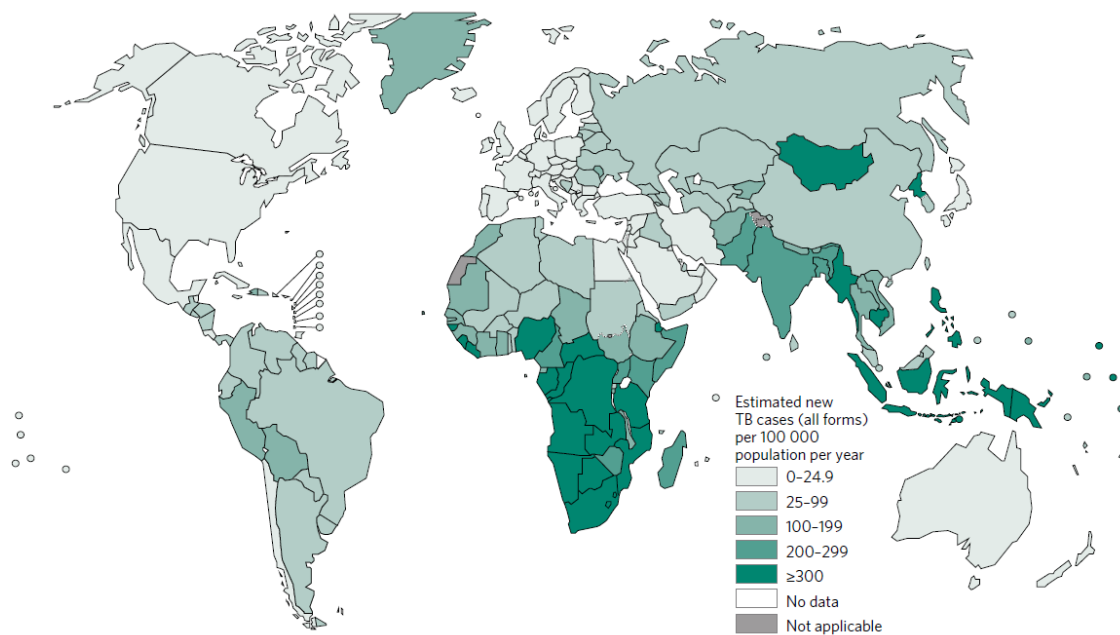 Estimated new
TB cases (all forms)
per 100 000
population per year
0–24.9
25–99
100–199
200–299
≥300
No data
Not applicable